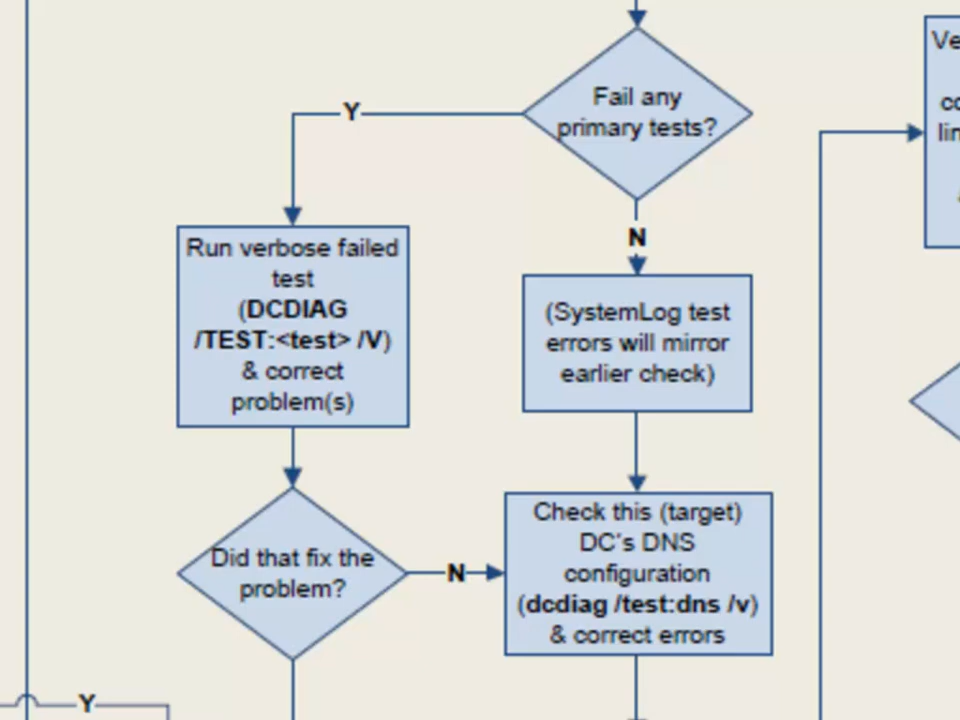 Fail any
primary tests?
Y
N
Run verbose failed
test
(DCDIAG
/TEST:<test> /V)
& correct
problem(s)
(SystemLog test
errors will mirror
earlier check)
Did that fix the
problem?
N
Check this (target)
DC's DNS
configuration
(dcdiag /test:dns /v)
& correct errors
Y